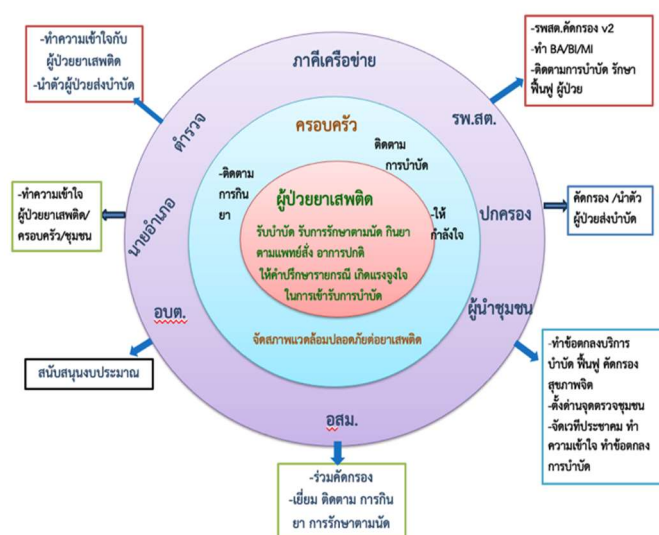 -ทำความเข้าใจกับ
ผู้ป่วยยาเสพติด
-นำตัวผู้ป่วยส่งบำบัด
ภาคีเครือข่าย
-รพสต.คัดกรอง v2
-ทำ BA/BI/MI
-ติดตามการบำบัด รักษา
ฟื้นฟู ผู้ป่วย
ตำรวจ
ครอบครัว
รพ.สต.
-ติดตาม
การกิน
ยา
ติดตาม
การบำบัด
-ทำความเข้าใจ
ผู้ป่วยยาเสพติด/
ครอบครัว/ชุมชน
นายอำเภอ
ผู้ป่วยยาเสพติด
รับบำบัด รับการรักษาตามนัด กินยา
ตามแพทย์สั่ง อาการปกติ
ให้คำปรึกษารายกรณี เกิดแรงจูงใจ
ในการเข้ารับการบำบัด
-ให้
กำลังใจ
ปกครอง
คัดกรอง /นำตัว
ผู้ป่วยส่งบำบัด
อบต.
ผู้นำชุมชน
จัดสภาพแวดล้อมปลอดภัยต่อยาเสพติด
สนับสนุนงบประมาณ
-ทำข้อตกลงบริการ
บำบัด ฟื้นฟู คัดกรอง
สุขภาพจิต
-ตั้งด่านจุดตรวจชุมชน
-จัดเวทีประชาคม ทำ
ความเข้าใจ ทำข้อตกลง
การบำบัด
อสม.
-ร่วมคัดกรอง
-เยี่ยม ติดตาม การกิน
ยา การรักษาตามนัด